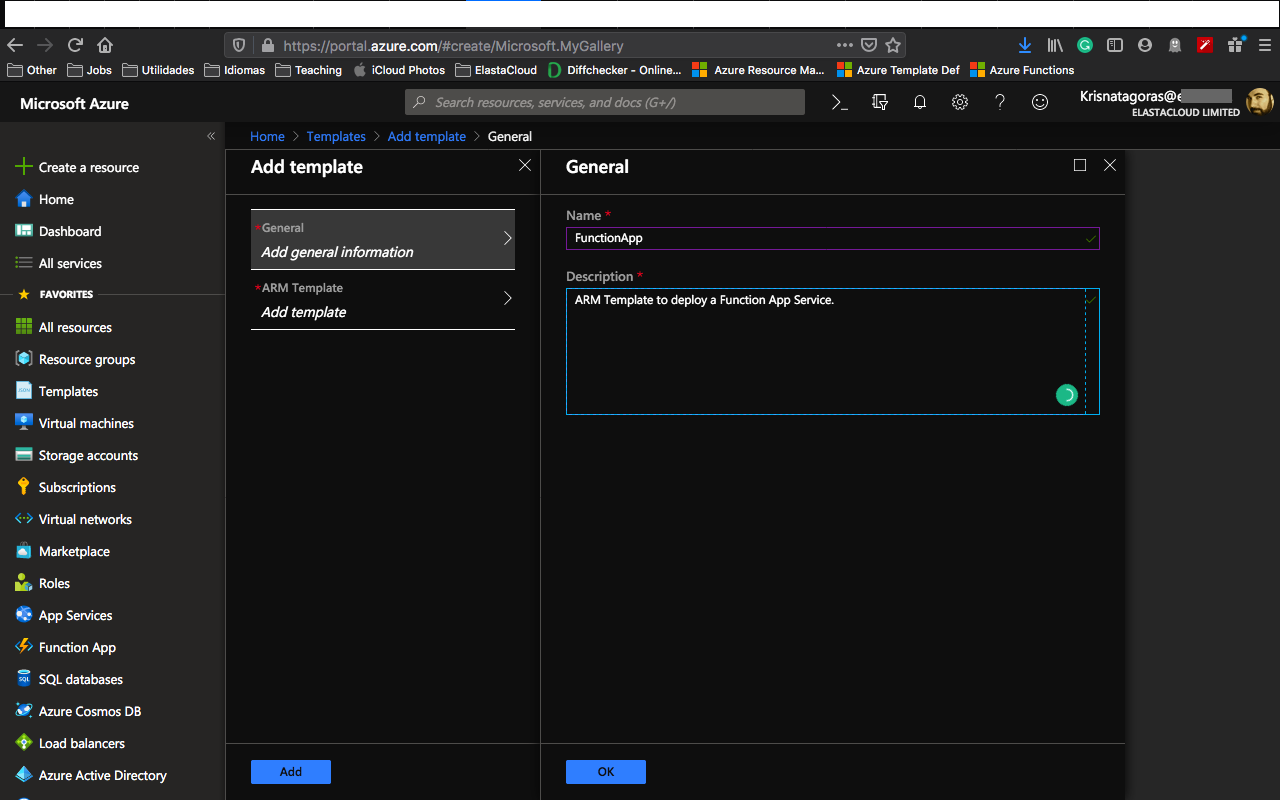 https://portal.azure.com/#create/Microsoft.MyGallery
Other Jobs Utilidades Idiomas Teaching iCloud Photos ElastaCloud Diffchecker - Online... Azure Resource Ma... Azure Template Def Azure Functions
Microsoft Azure
Search resources, services, and docs (G+/)
Krisnatagoras@e
ELASTACLOUD LIMITED
«
Create a resource
Home
Dashboard
All services
FAVORITES
All resources
Resource groups
Templates
Virtual machines
Storage accounts
Subscriptions
Virtual networks
Marketplace
Roles
App Services
Function App
SQL databases
Azure Cosmos DB
Load balancers
Azure Active Directory
Home > Templates > Add template > General
Add template
*General
Add general information
*ARM Template
Add template
Add
General
Name *
FunctionApp
Description *
ARM Template to deploy a Function App Service.
OK